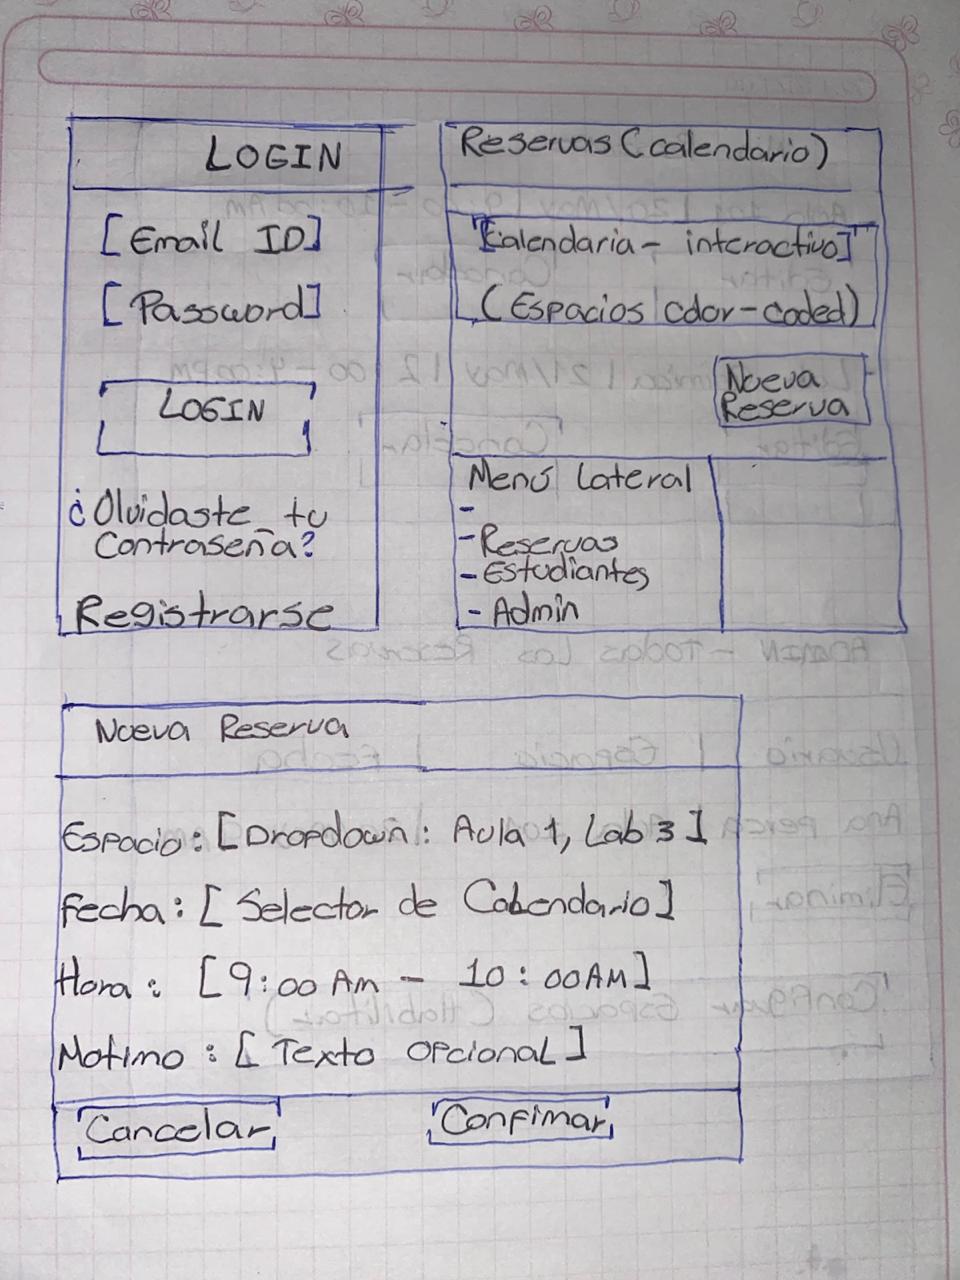 LOGIN
[Email ID]
[Password]
LOGIN
¿Olvidaste tu
Contraseña?
Registrarse
Reservas (calendario)
[Calendaria - interactivo]
(Espacios color-coded)
Nueva
Reserva
Menú Lateral
-
- Reservas
- Estudiantes
- Admin
Nueva Reserva
Espacio: [Dropdown: Aula 1, Lab 3]
Fecha: [Selector de Calendario]
Hora: [9:00 Am - 10:00AM]
Motimo: [Texto opcional]
Cancelar
Confimar